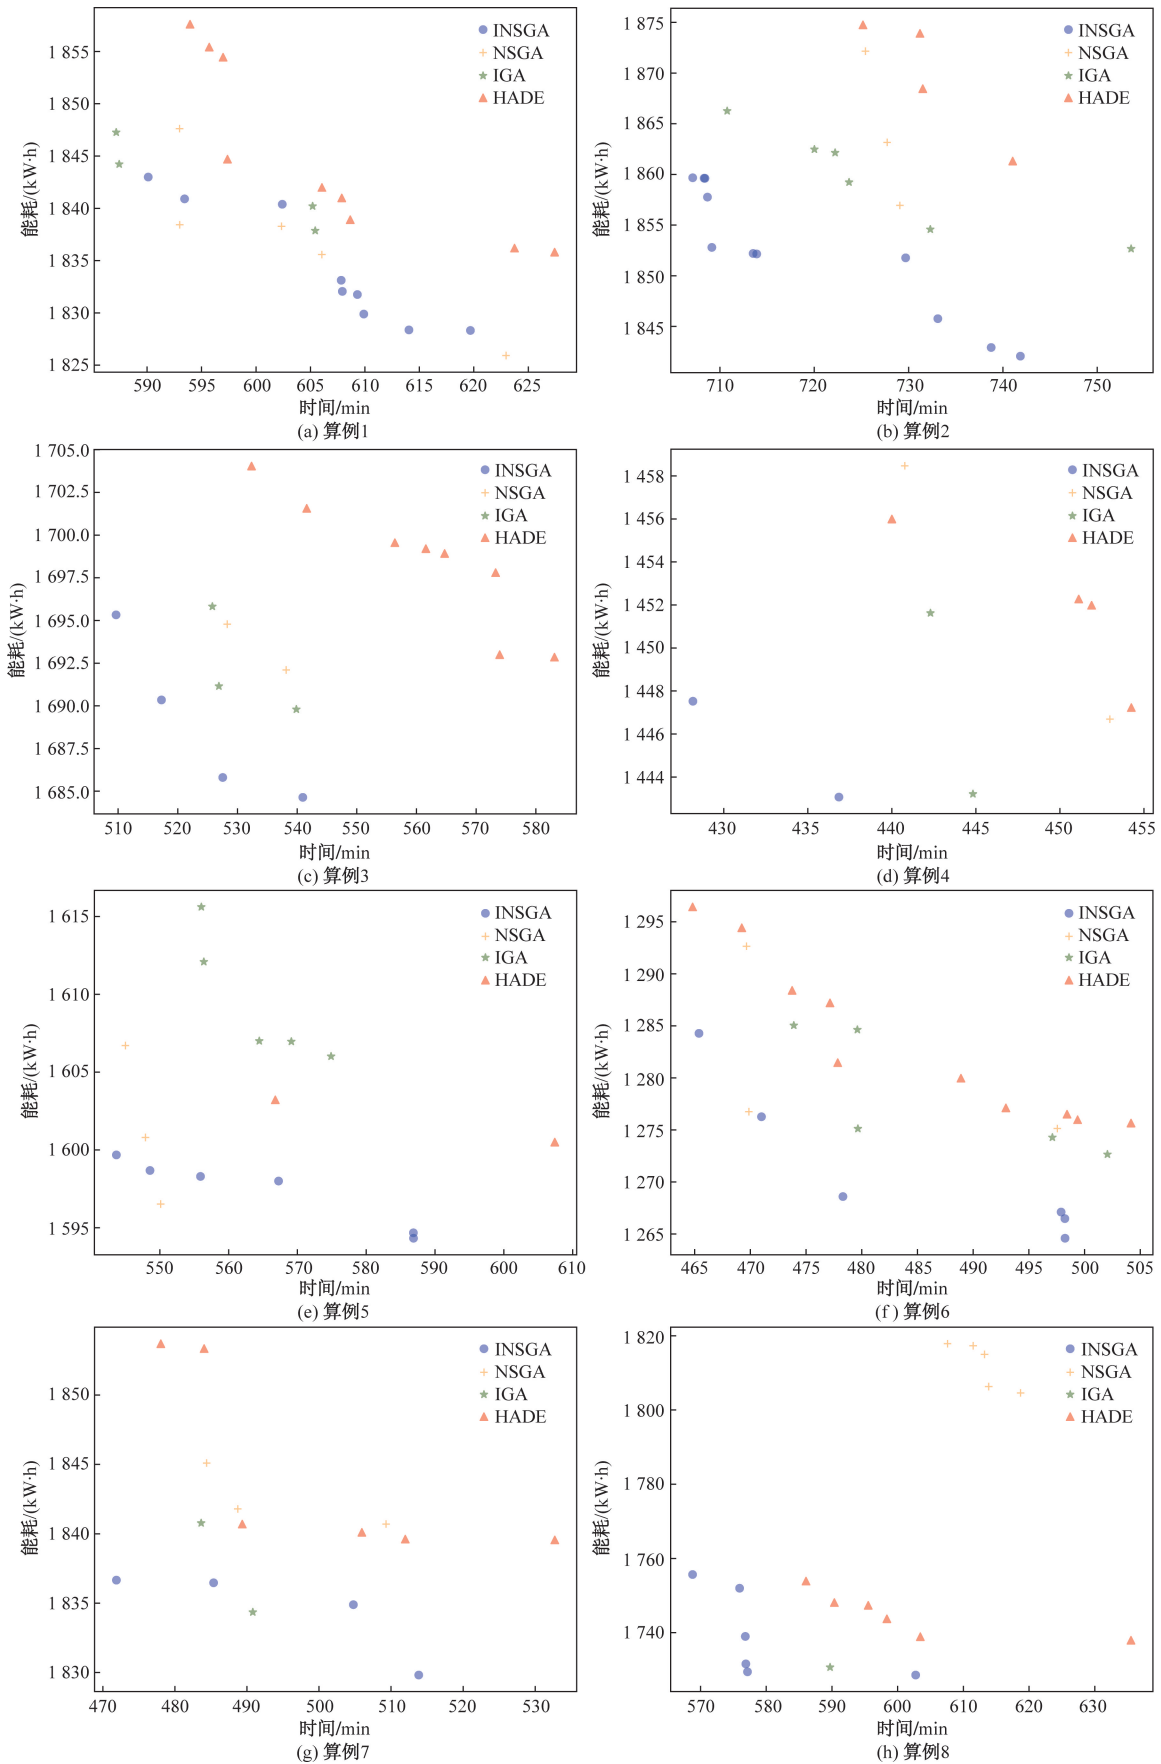 1 855
1 850
1 845
1 840
1 835
1 830
1 825
能耗/(kW·h)
INSGA
NSGA
IGA
HADE
590 595 600 605 610 615 620 625
时间/min
(a) 算例1
1 875
1 870
1 865
1 860
1 855
1 850
1 845
能耗/(kW·h)
INSGA
NSGA
IGA
HADE
710 720 730 740 750
时间/min
(b) 算例2
1 705.0
1 702.5
1 700.0
1 697.5
1 695.0
1 692.5
1 690.0
1 687.5
1 685.0
能耗/(kW·h)
INSGA
NSGA
IGA
HADE
510 520 530 540 550 560 570 580
时间/min
(c) 算例3
1 458
1 456
1 454
1 452
1 450
1 448
1 446
1 444
能耗/(kW·h)
INSGA
NSGA
IGA
HADE
430 435 440 445 450 455
时间/min
(d) 算例4
1 615
1 610
1 605
1 600
1 595
能耗/(kW·h)
INSGA
NSGA
IGA
HADE
550 560 570 580 590 600 610
时间/min
(e) 算例5
1 295
1 290
1 285
1 280
1 275
1 270
1 265
能耗/(kW·h)
INSGA
NSGA
IGA
HADE
465 470 475 480 485 490 495 500 505
时间/min
(f) 算例6
1 850
1 845
1 840
1 835
1 830
能耗/(kW·h)
INSGA
NSGA
IGA
HADE
470 480 490 500 510 520 530
时间/min
(g) 算例7
1 820
1 800
1 780
1 760
1 740
能耗/(kW·h)
INSGA
NSGA
IGA
HADE
570 580 590 600 610 620 630
时间/min
(h) 算例8